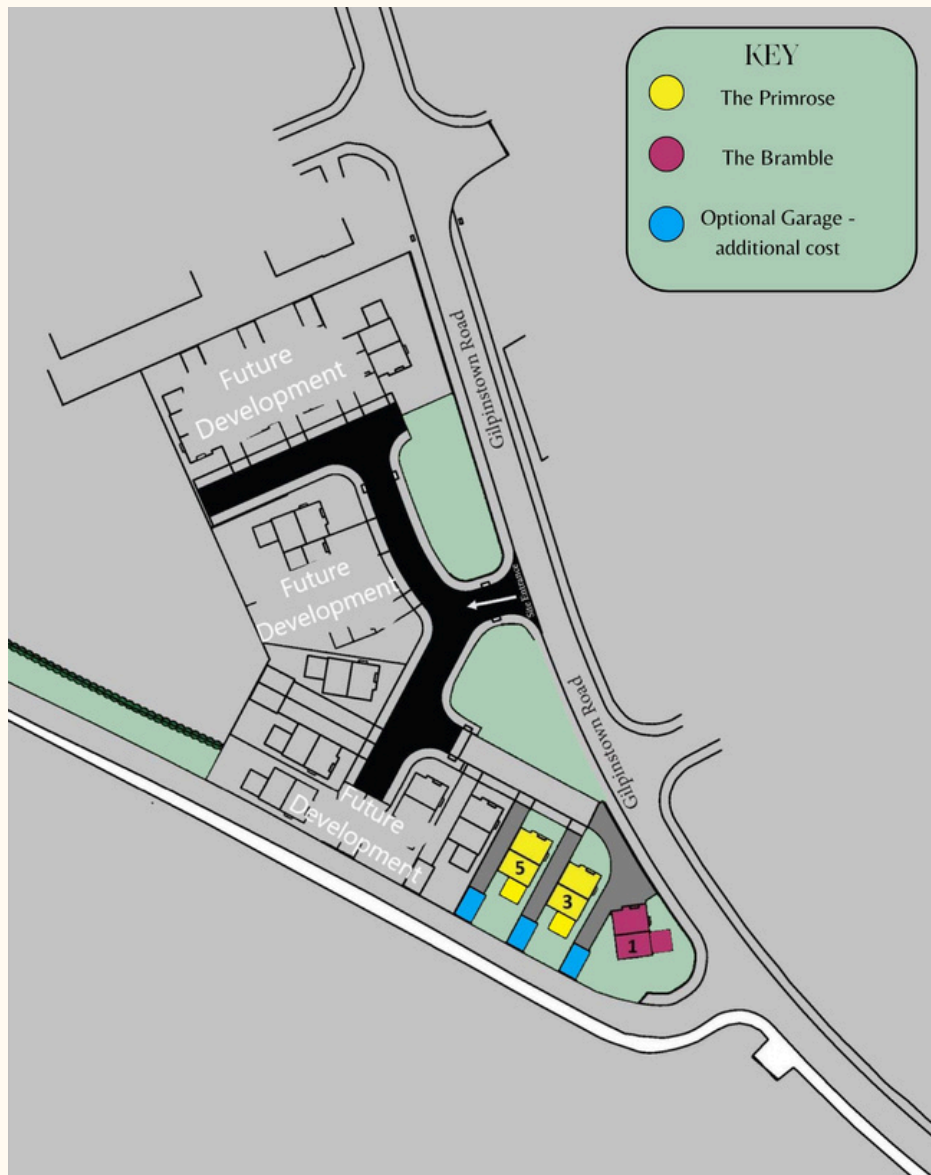 KEY
The Primrose
The Bramble
Optional Garage -
additional cost
Gilpinstown Road
Future
Development
Site Entrance
Future
Development
Gilpinstown Road
Future
Development
5
3
1